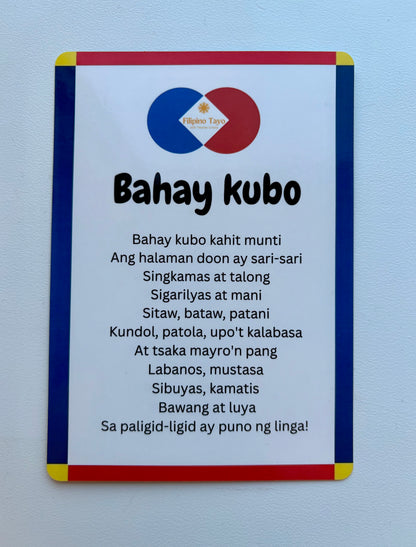 Filipino Tayo
Bahay kubo
Bahay kubo kahit munti
Ang halaman doon ay sari-sari
Singkamas at talong
Sigarilyas at mani
Sitaw, bataw, patani
Kundol, patola, upo't kalabasa
At tsaka mayro'n pang
Labanos, mustasa
Sibuyas, kamatis
Bawang at luya
Sa paligid-ligid ay puno ng linga!